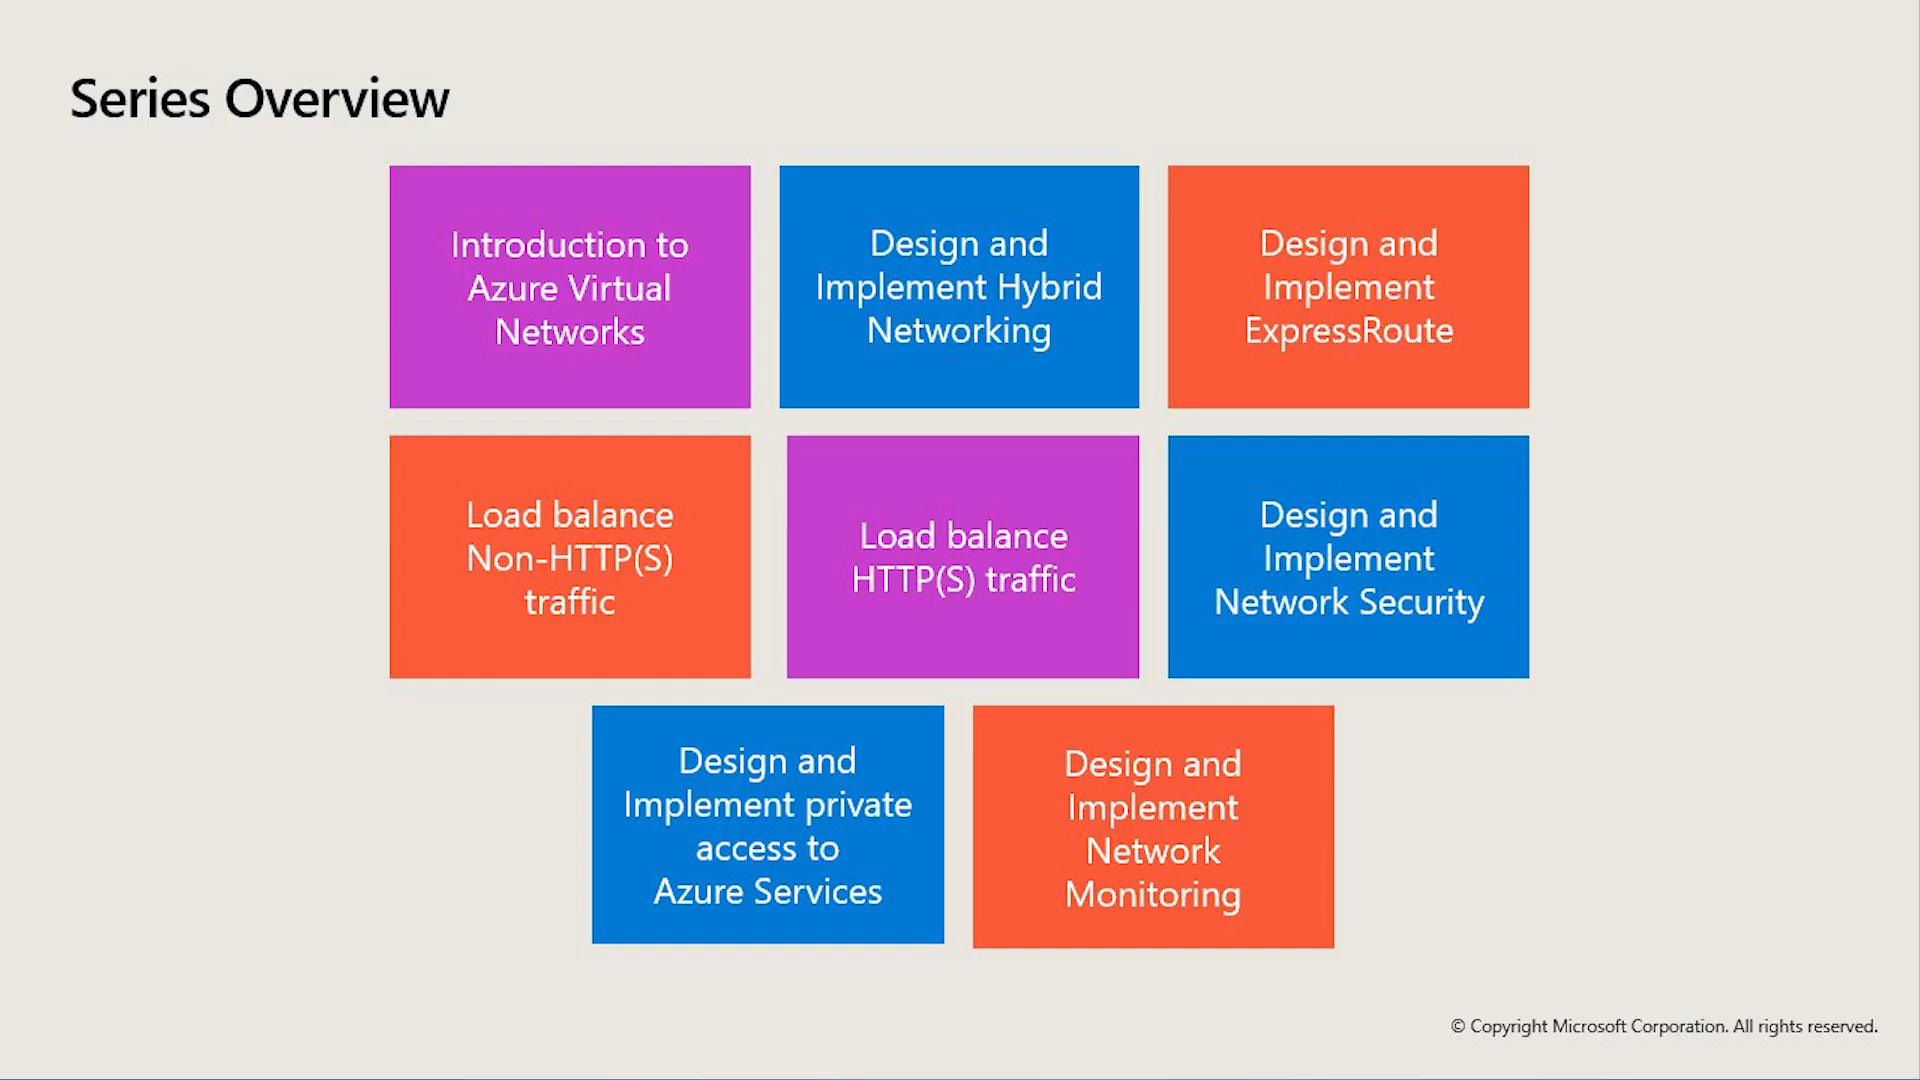 Series Overview
Introduction to
Azure Virtual
Networks
Design and
Implement Hybrid
Networking
Design and
Implement
ExpressRoute
Load balance
Non-HTTP(S)
traffic
Load balance
HTTP(S) traffic
Design and
Implement
Network Security
Design and
Implement private
access to
Azure Services
Design and
Implement
Network
Monitoring
© Copyright Microsoft Corporation. All rights reserved.